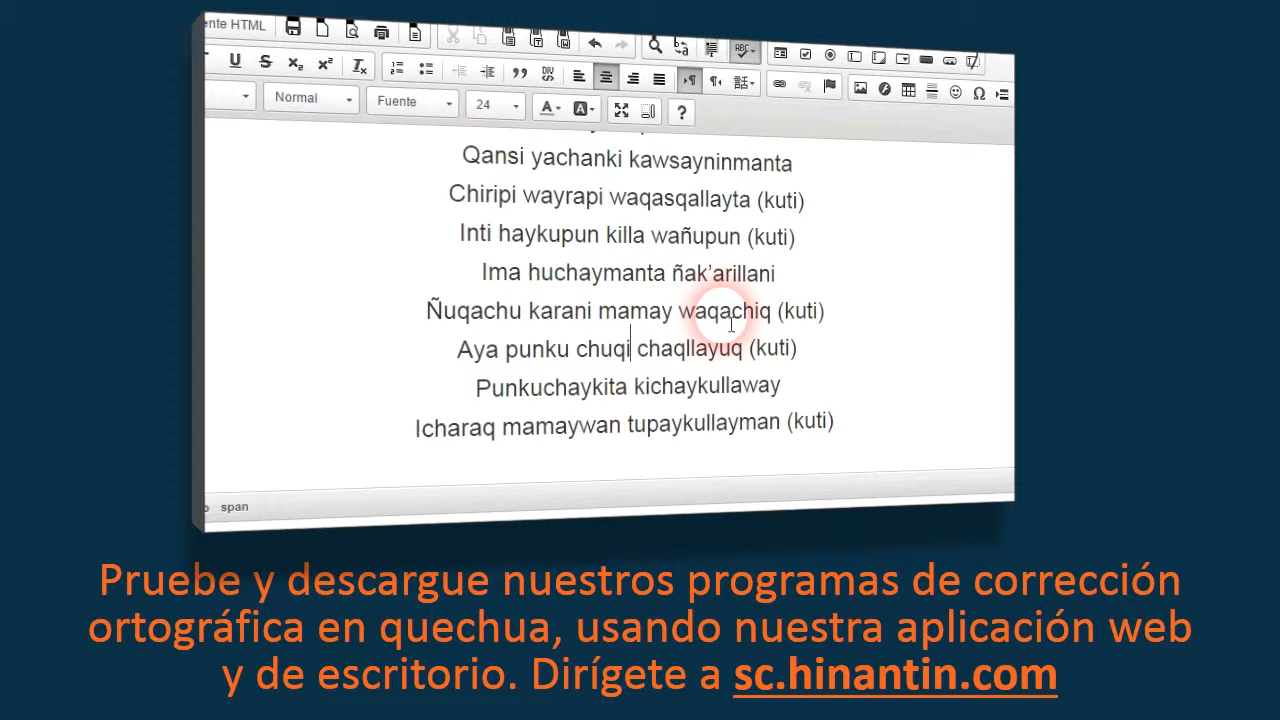 ente HTML
Normal Fuente 24
Qansi yachanki kawsayninmanta
Chiripi wayrapi waqasqallayta (kuti)
Inti haykupun killa wañupun (kuti)
Ima huchaymanta ñak'arillani
Ñuqachu karani mamay waqachiq (kuti)
Aya punku chuqi chaqllayuq (kuti)
Punkuchaykita kichaykullaway
Icharaq mamaywan tupaykullayman (kuti)
span
Pruebe y descargue nuestros programas de corrección
ortográfica en quechua, usando nuestra aplicación web
y de escritorio. Dirígete a sc.hinantin.com